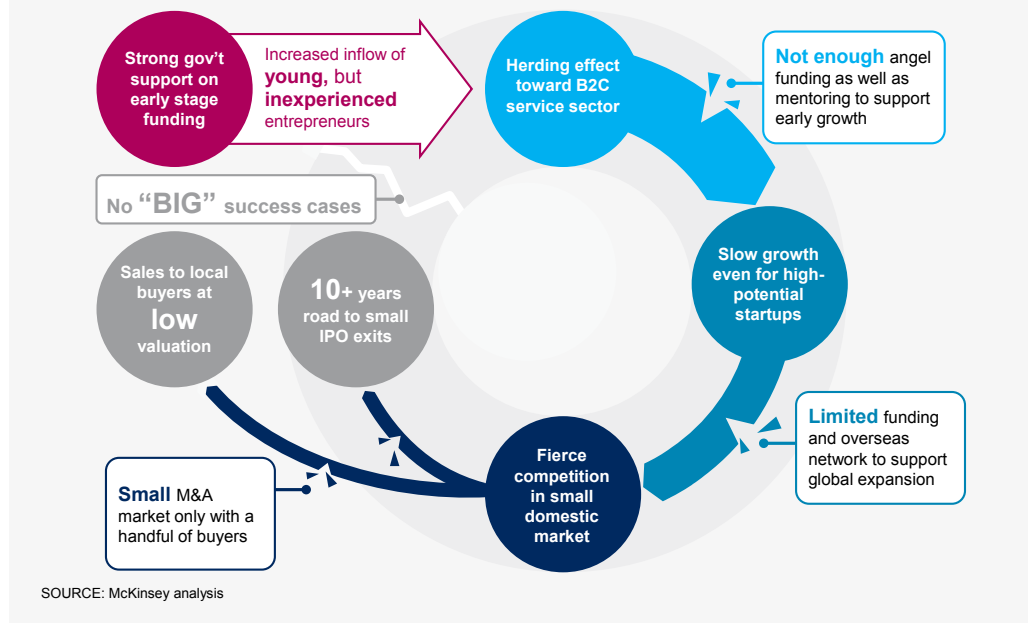 Strong gov’t
support on
early stage
funding
Increased inflow of
young, but
inexperienced
entrepreneurs
Herding effect
toward B2C
service sector
Not enough angel
funding as well as
mentoring to support
early growth
No “BIG” success cases
Sales to local
buyers at
low
valuation
10+ years
road to small
IPO exits
Slow growth
even for high-
potential
startups
Limited funding
and overseas
network to support
global expansion
Fierce
competition
in small
domestic
market
Small M&A
market only with a
handful of buyers
SOURCE: McKinsey analysis